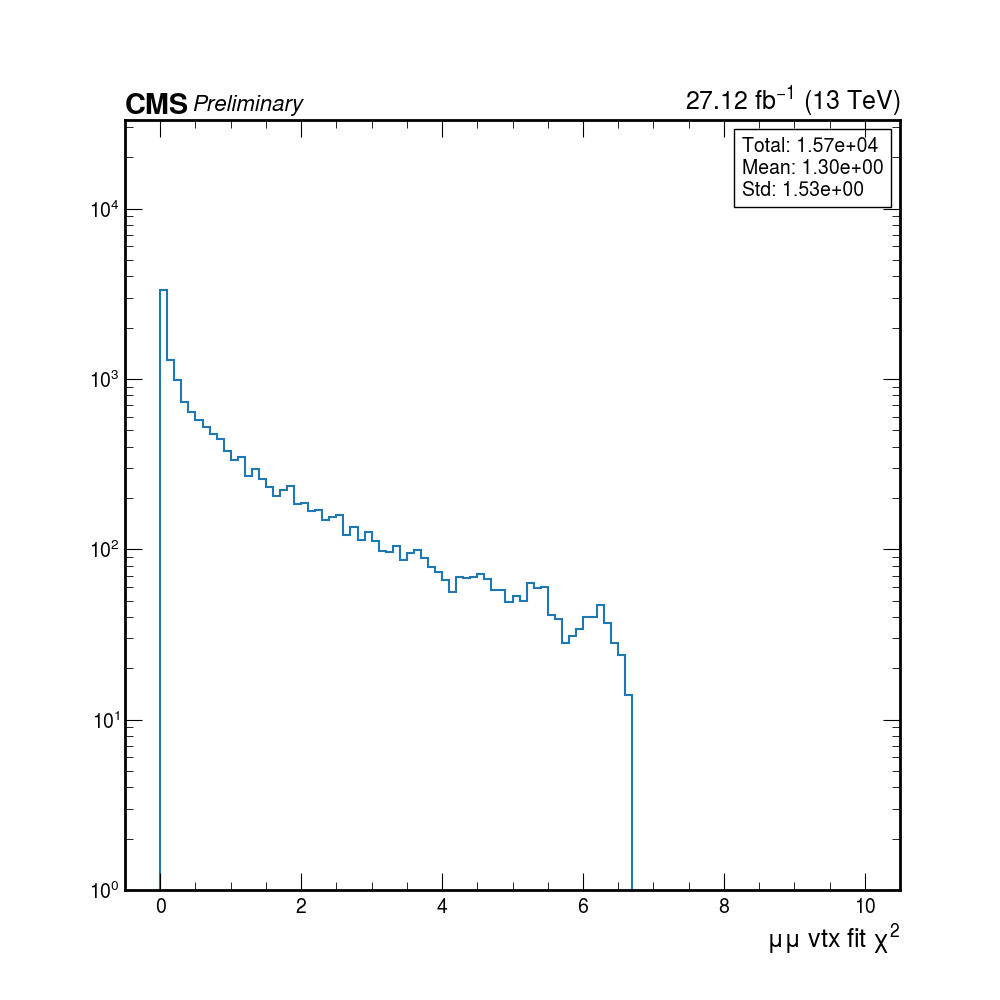 CMS Preliminary 27.12 fb⁻¹ (13 TeV)
Total: 1.57e+04
Mean: 1.30e+00
Std: 1.53e+00
10⁴
10³
10²
10¹
10⁰
0 2 4 6 8 10
μμ vtx fit χ²